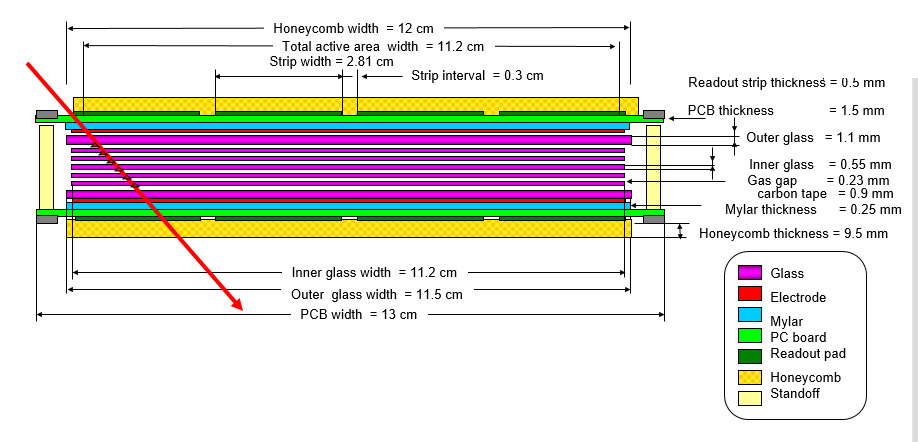 Honeycomb width = 12 cm
Total active area width = 11.2 cm
Strip width = 2.81 cm
Strip interval = 0.3 cm
Readout strip thickness = 0.5 mm
PCB thickness = 1.5 mm
Outer glass = 1.1 mm
Inner glass = 0.55 mm
Gas gap = 0.23 mm
carbon tape = 0.9 mm
Mylar thickness = 0.25 mm
Honeycomb thickness = 9.5 mm
Inner glass width = 11.2 cm
Outer glass width = 11.5 cm
PCB width = 13 cm
Glass
Electrode
Mylar
PC board
Readout pad
Honeycomb
Standoff